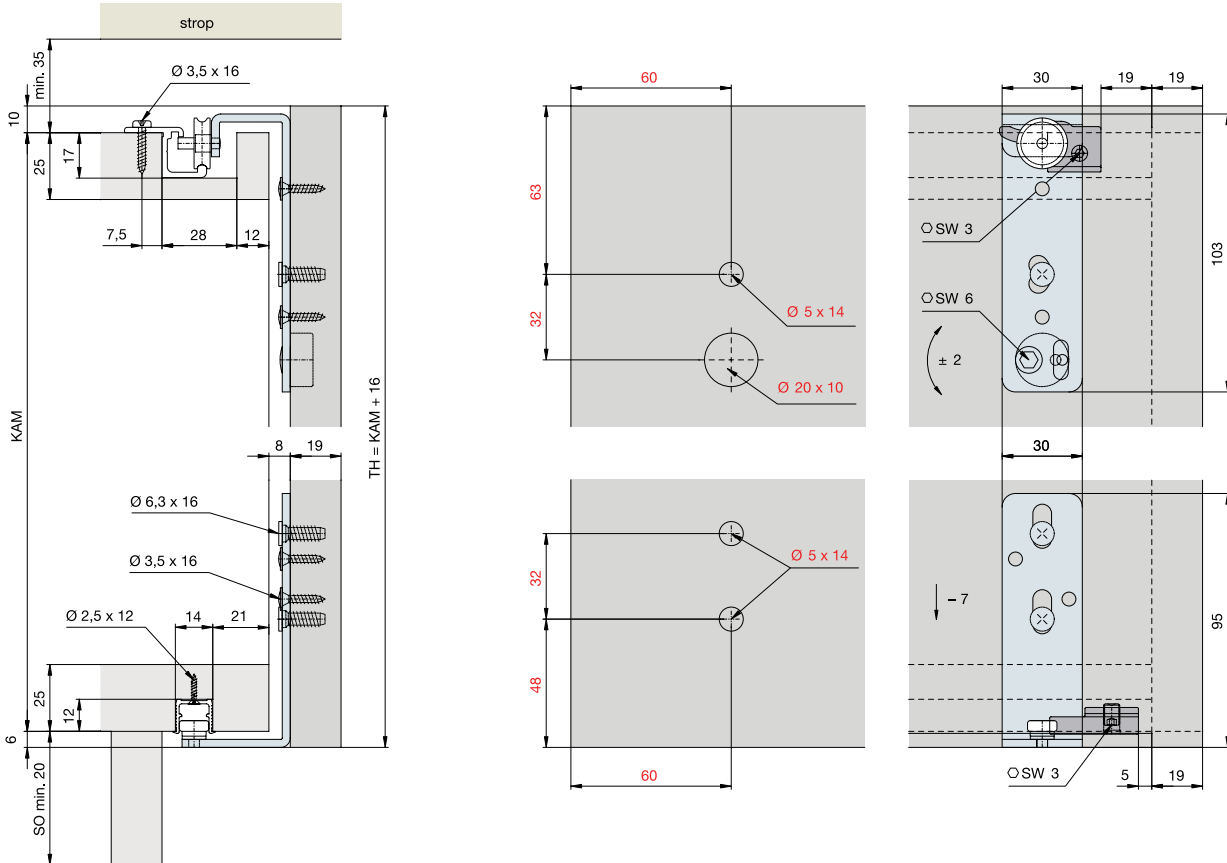 strop
min. 35
Ø 3,5 x 16
10
17
25
7,5
28
12
KAM
TH = KAM + 16
8
19
Ø 6,3 x 16
Ø 3,5 x 16
Ø 2,5 x 12
14
21
25
12
6
SO min. 20
60
63
32
Ø 5 x 14
Ø 20 x 10
32
Ø 5 x 14
48
60
30
19
19
SW 3
103
SW 6
± 2
30
95
– 7
SW 3
5
19